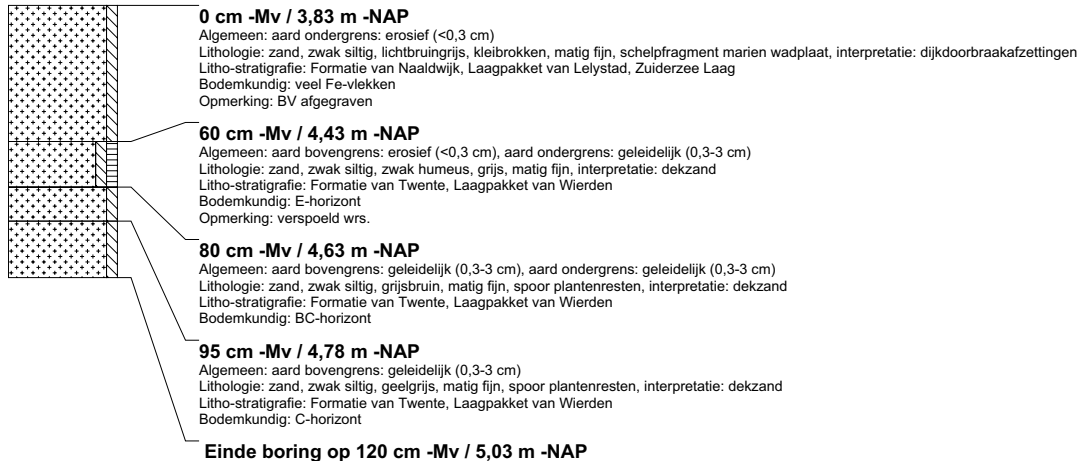 0 cm -Mv / 3,83 m -NAP
Algemeen: aard ondergrens: erosief (<0,3 cm)
Lithologie: zand, zwak siltig, lichtbruingrijs, kleibrokken, matig fijn, schelpfragment marien wadplaat, interpretatie: dijkdoorbraakafzettingen
Litho-stratigrafie: Formatie van Naaldwijk, Laagpakket van Lelystad, Zuiderzee Laag
Bodemkundig: veel Fe-vlekken
Opmerking: BV afgegraven
60 cm -Mv / 4,43 m -NAP
Algemeen: aard bovengrens: erosief (<0,3 cm), aard ondergrens: geleidelijk (0,3-3 cm)
Lithologie: zand, zwak siltig, zwak humeus, grijs, matig fijn, interpretatie: dekzand
Litho-stratigrafie: Formatie van Twente, Laagpakket van Wierden
Bodemkundig: E-horizont
Opmerking: verspoeld wrs.
80 cm -Mv / 4,63 m -NAP
Algemeen: aard bovengrens: geleidelijk (0,3-3 cm), aard ondergrens: geleidelijk (0,3-3 cm)
Lithologie: zand, zwak siltig, grijsbruin, matig fijn, spoor plantenresten, interpretatie: dekzand
Litho-stratigrafie: Formatie van Twente, Laagpakket van Wierden
Bodemkundig: BC-horizont
95 cm -Mv / 4,78 m -NAP
Algemeen: aard bovengrens: geleidelijk (0,3-3 cm)
Lithologie: zand, zwak siltig, geelgrijs, matig fijn, spoor plantenresten, interpretatie: dekzand
Litho-stratigrafie: Formatie van Twente, Laagpakket van Wierden
Bodemkundig: C-horizont
Einde boring op 120 cm -Mv / 5,03 m -NAP